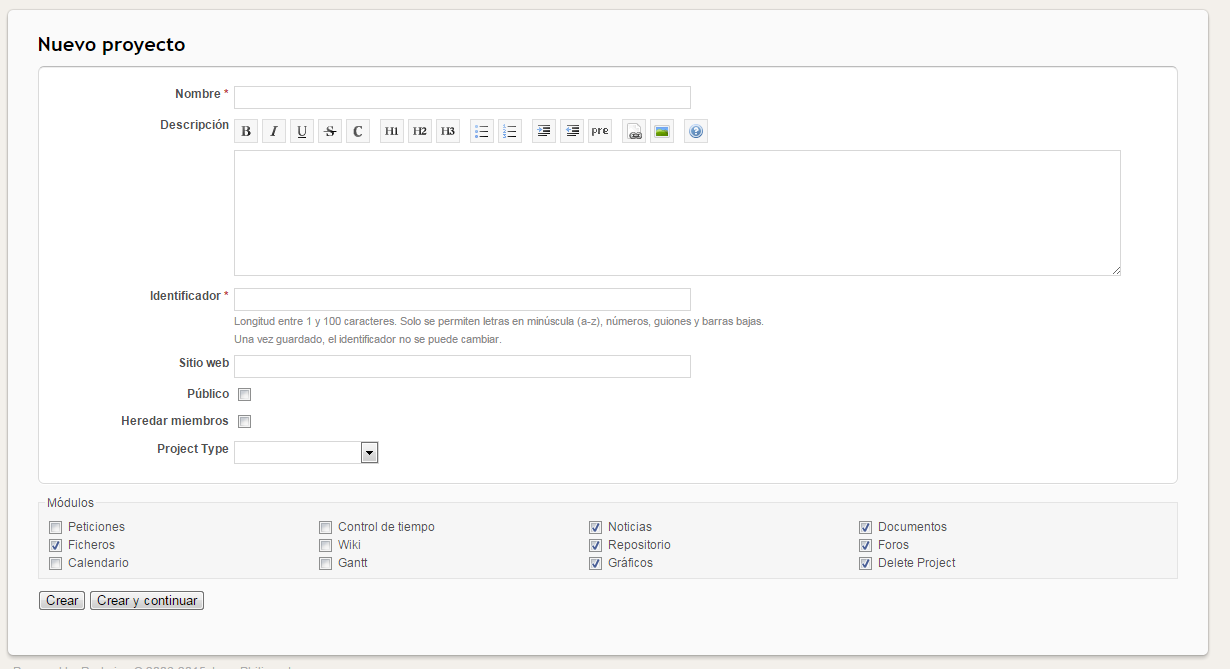 Nuevo proyecto
Nombre *
Descripción B I U S C H1 H2 H3 pre
Identificador *
Longitud entre 1 y 100 caracteres. Solo se permiten letras en minúscula (a-z), números, guiones y barras bajas.
Una vez guardado, el identificador no se puede cambiar.
Sitio web
Público
Heredar miembros
Project Type
Módulos
Peticiones Control de tiempo Noticias Documentos
Ficheros Wiki Repositorio Foros
Calendario Gantt Gráficos Delete Project
Crear Crear y continuar